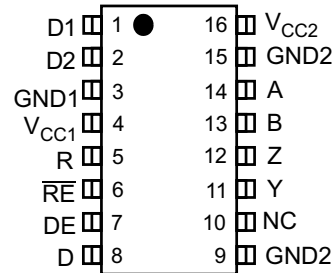 D1 1 16 VCC2
D2 2 15 GND2
GND1 3 14 A
VCC1 4 13 B
R 5 12 Z
RE 6 11 Y
DE 7 10 NC
D 8 9 GND2